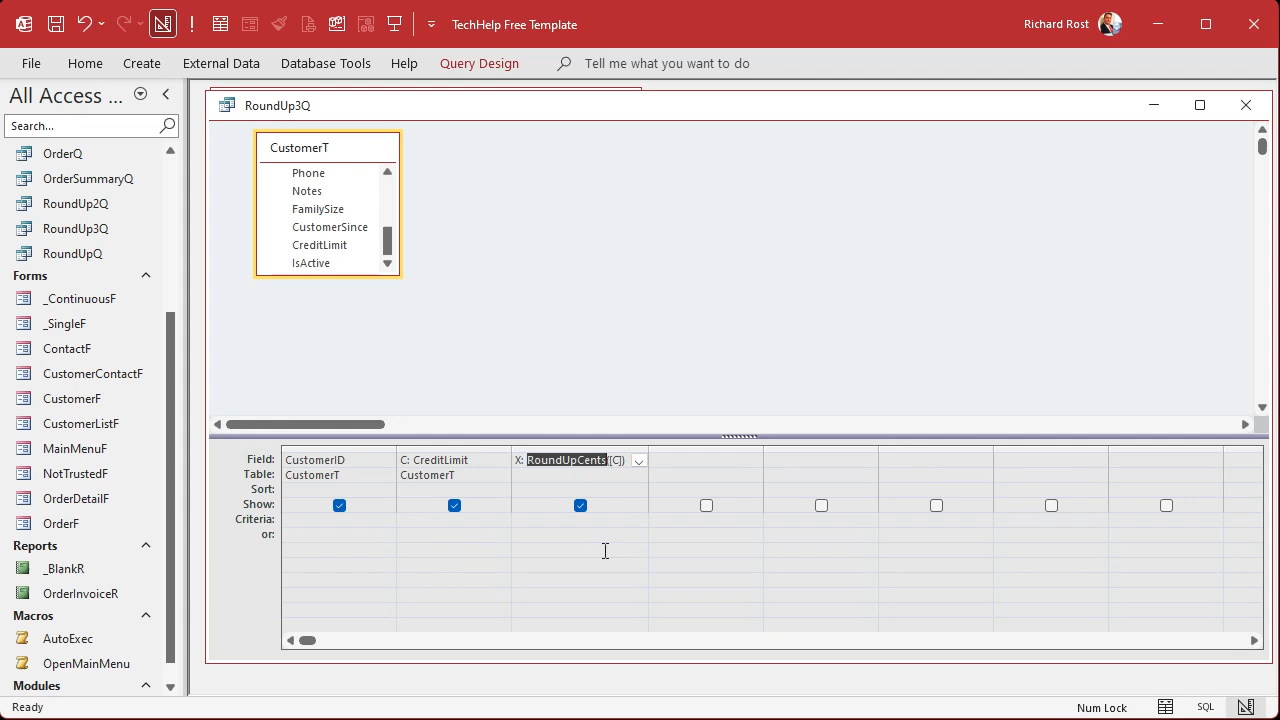 TechHelp Free Template
Richard Rost
File Home Create External Data Database Tools Help Query Design Tell me what you want to do
All Access ...
Search...
OrderQ
OrderSummaryQ
RoundUp2Q
RoundUp3Q
RoundUpQ
Forms
_ContinuousF
_SingleF
ContactF
CustomerContactF
CustomerF
CustomerListF
MainMenuF
NotTrustedF
OrderDetailF
OrderF
Reports
_BlankR
OrderInvoiceR
Macros
AutoExec
OpenMainMenu
Modules
RoundUp3Q
CustomerT
Phone
Notes
FamilySize
CustomerSince
CreditLimit
IsActive
Field: CustomerID C: CreditLimit X: RoundUpCents([C])
Table: CustomerT CustomerT
Sort:
Show:
Criteria:
or:
Ready
Num Lock
SQL